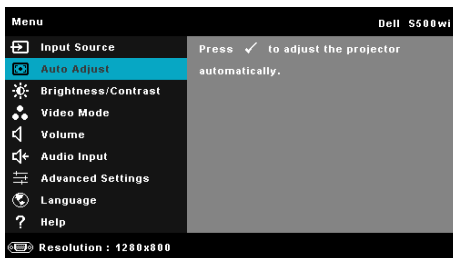 Menu
Dell S500wi
Input Source
Auto Adjust
Brightness/Contrast
Video Mode
Volume
Audio Input
Advanced Settings
Language
? Help
Press ✓ to adjust the projector
automatically.
Resolution : 1280x800